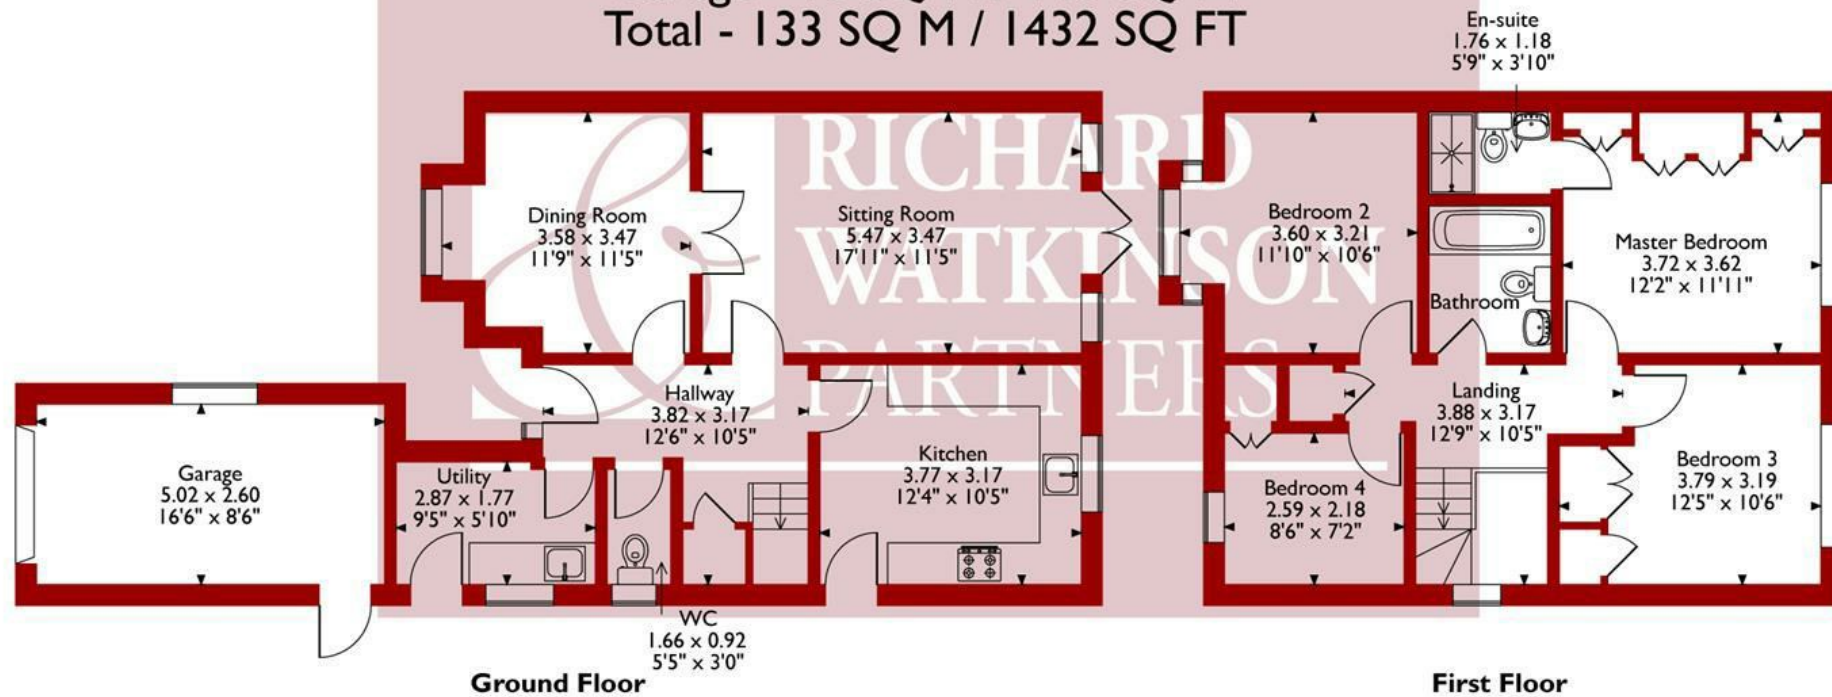 Total - 133 SQ M / 1432 SQ FT
En-suite
1.76 x 1.18
5'9" x 3'10"
RICHARD
WATKINSON
PARTNERS
Dining Room
3.58 x 3.47
11'9" x 11'5"
Sitting Room
5.47 x 3.47
17'11" x 11'5"
Bedroom 2
3.60 x 3.21
11'10" x 10'6"
Master Bedroom
3.72 x 3.62
12'2" x 11'11"
Bathroom
Hallway
3.82 x 3.17
12'6" x 10'5"
Landing
3.88 x 3.17
12'9" x 10'5"
Garage
5.02 x 2.60
16'6" x 8'6"
Utility
2.87 x 1.77
9'5" x 5'10"
Kitchen
3.77 x 3.17
12'4" x 10'5"
Bedroom 4
2.59 x 2.18
8'6" x 7'2"
Bedroom 3
3.79 x 3.19
12'5" x 10'6"
WC
1.66 x 0.92
5'5" x 3'0"
Ground Floor
First Floor